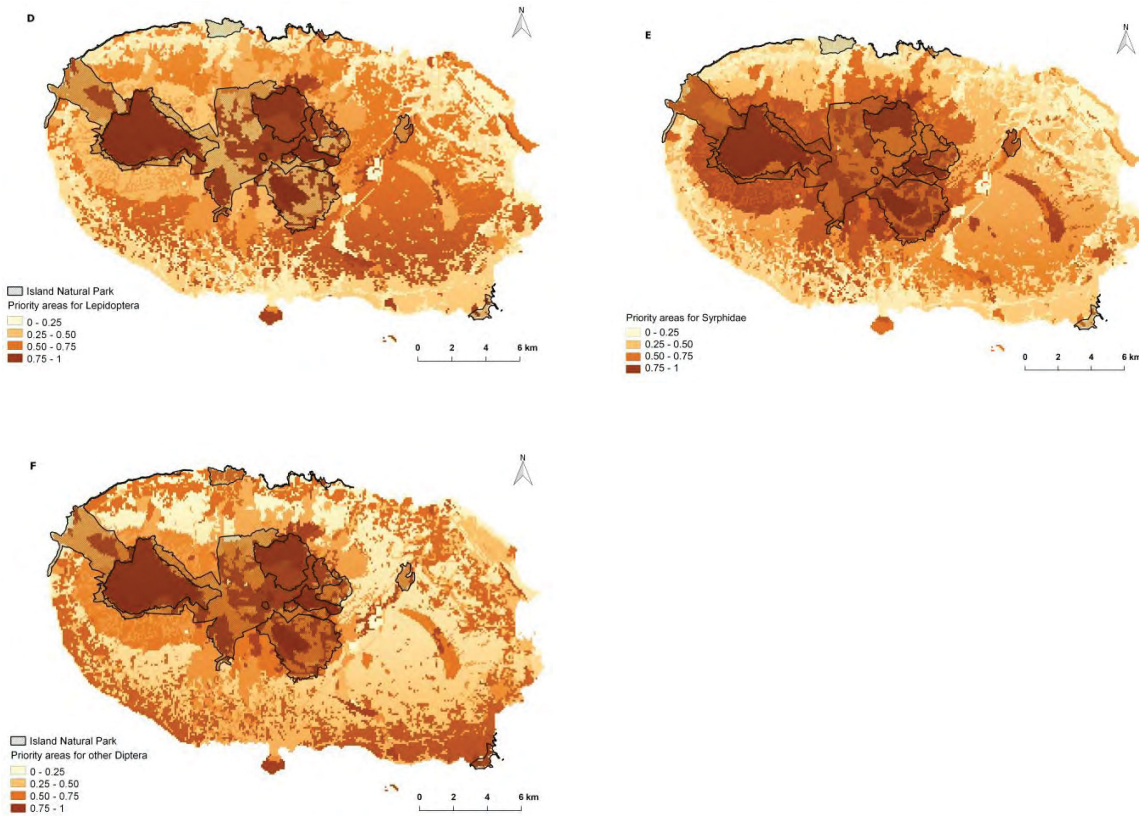 D
N
Island Natural Park
Priority areas for Lepidoptera
0 - 0.25
0.25 - 0.50
0.50 - 0.75
0.75 - 1
0 2 4 6 km
E
N
Priority areas for Syrphidae
0 - 0.25
0.25 - 0.50
0.50 - 0.75
0.75 - 1
0 2 4 6 km
F
N
Island Natural Park
Priority areas for other Diptera
0 - 0.25
0.25 - 0.50
0.50 - 0.75
0.75 - 1
0 2 4 6 km